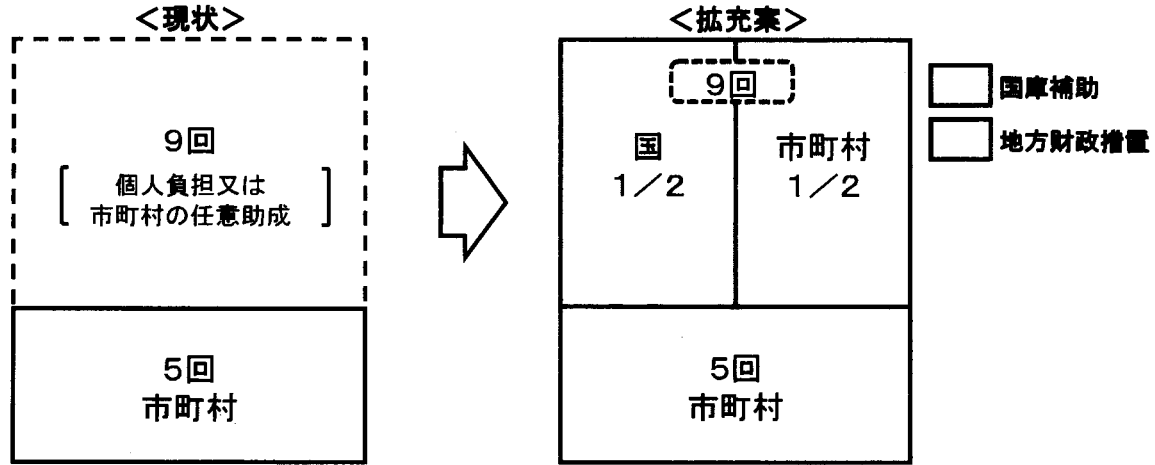 <現状>
9回
[個人負担又は
市町村の任意助成]
5回
市町村
<拡充案>
9回
国
1/2
市町村
1/2
5回
市町村
国庫補助
地方財政措置